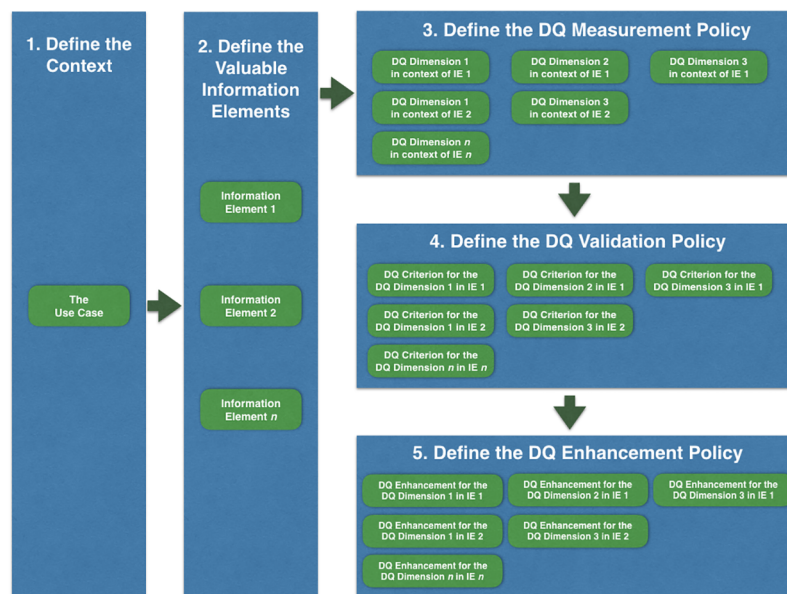 1. Define the
Context
The
Use Case
2. Define the
Valuable
Information
Elements
Information
Element 1
Information
Element 2
Information
Element n
3. Define the DQ Measurement Policy
DQ Dimension 1
in context of IE 1
DQ Dimension 2
in context of IE 1
DQ Dimension 3
in context of IE 1
DQ Dimension 1
in context of IE 2
DQ Dimension 3
in context of IE 2
DQ Dimension n
in context of IE n
4. Define the DQ Validation Policy
DQ Criterion for the
DQ Dimension 1 in IE 1
DQ Criterion for the
DQ Dimension 2 in IE 1
DQ Criterion for the
DQ Dimension 3 in IE 1
DQ Criterion for the
DQ Dimension 1 in IE 2
DQ Criterion for the
DQ Dimension 3 in IE 2
DQ Criterion for the
DQ Dimension n in IE n
5. Define the DQ Enhancement Policy
DQ Enhancement for the
DQ Dimension 1 in IE 1
DQ Enhancement for the
DQ Dimension 2 in IE 1
DQ Enhancement for the
DQ Dimension 3 in IE 1
DQ Enhancement for the
DQ Dimension 1 in IE 2
DQ Enhancement for the
DQ Dimension 3 in IE 2
DQ Enhancement for the
DQ Dimension n in IE n